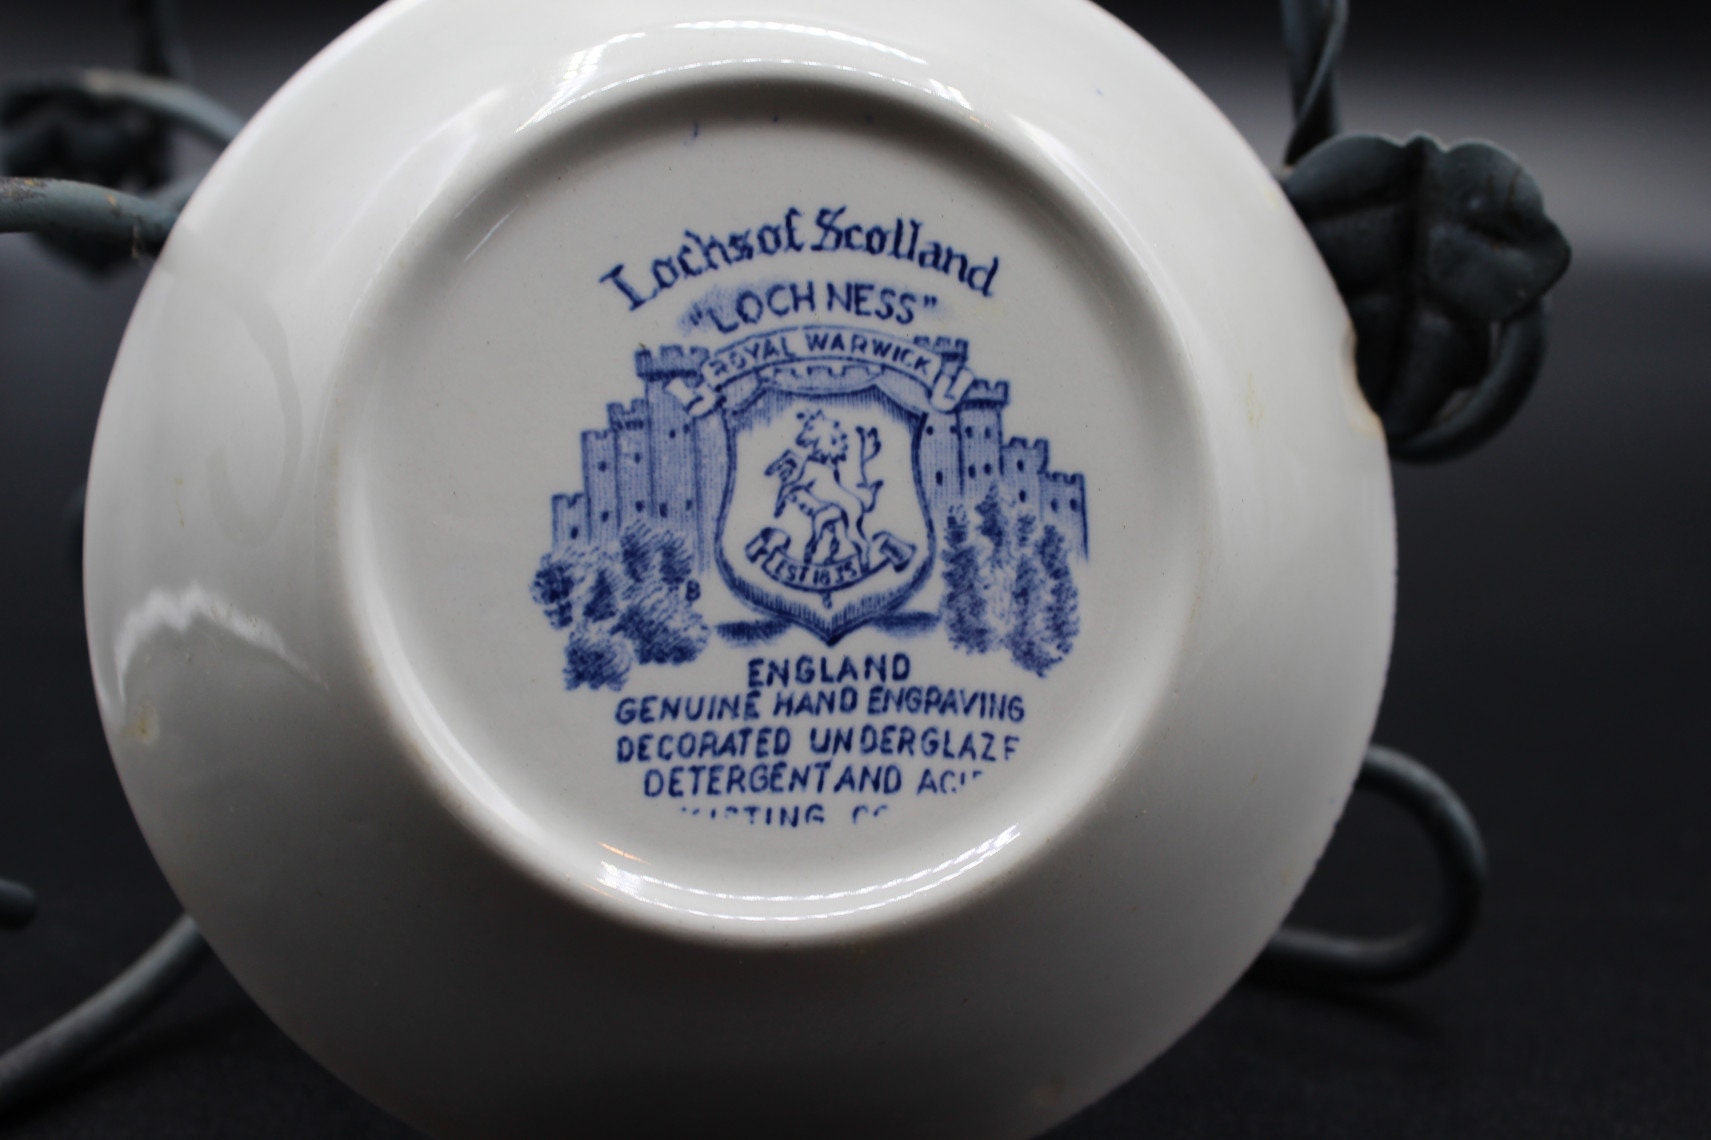 Lochs of Scotland
"LOCH NESS"
ROYAL WARWICK
EST 1835
B
ENGLAND
GENUINE HAND ENGRAVING
DECORATED UNDERGLAZE
DETERGENT AND